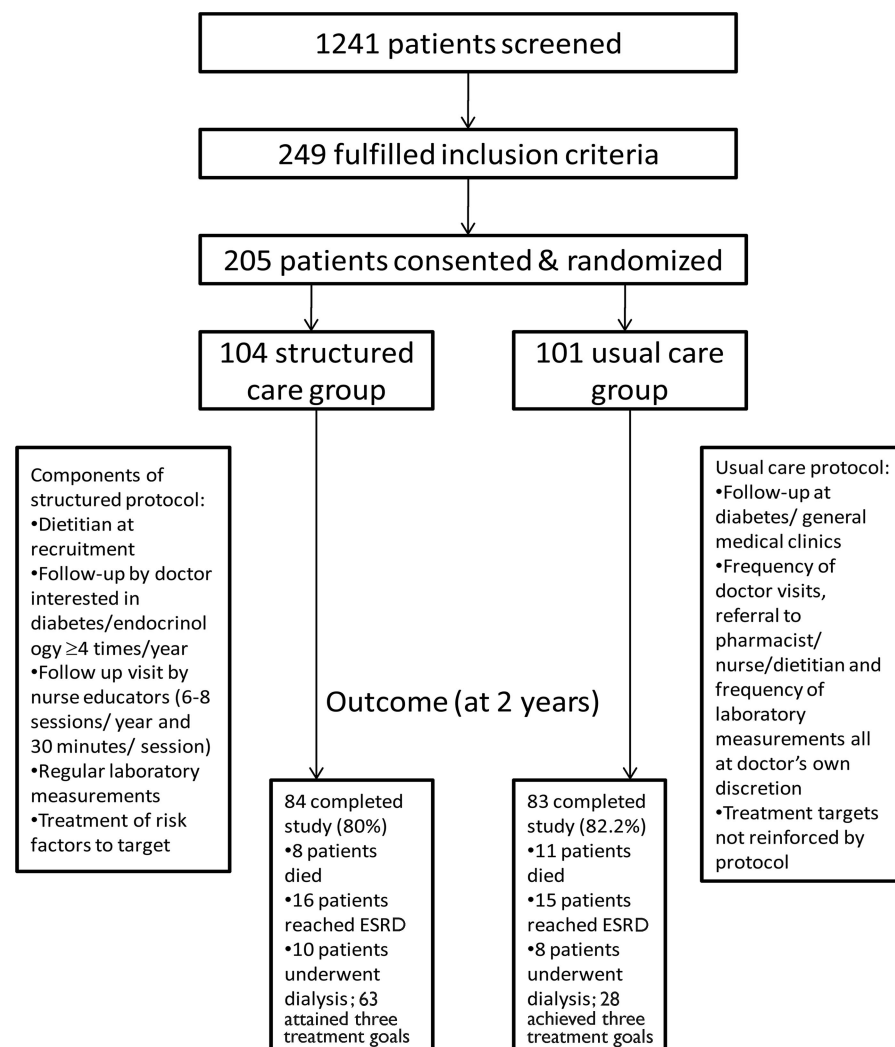 1241 patients screened
249 fulfilled inclusion criteria
205 patients consented & randomized
104 structured
care group
101 usual care
group
Components of
structured protocol:
•Dietitian at
recruitment
•Follow-up by doctor
interested in
diabetes/endocrinol
ogy ≥4 times/year
•Follow up visit by
nurse educators (6-8
sessions/ year and
30 minutes/ session)
•Regular laboratory
measurements
•Treatment of risk
factors to target
Usual care protocol:
•Follow-up at
diabetes/ general
medical clinics
•Frequency of
doctor visits,
referral to
pharmacist/
nurse/dietitian and
frequency of
laboratory
measurements all
at doctor's own
discretion
•Treatment targets
not reinforced by
protocol
Outcome (at 2 years)
84 completed
study (80%)
•8 patients
died
•16 patients
reached ESRD
•10 patients
underwent
dialysis; 63
attained three
treatment goals
83 completed
study (82.2%)
•11 patients
died
•15 patients
reached ESRD
•8 patients
underwent
dialysis; 28
achieved three
treatment goals